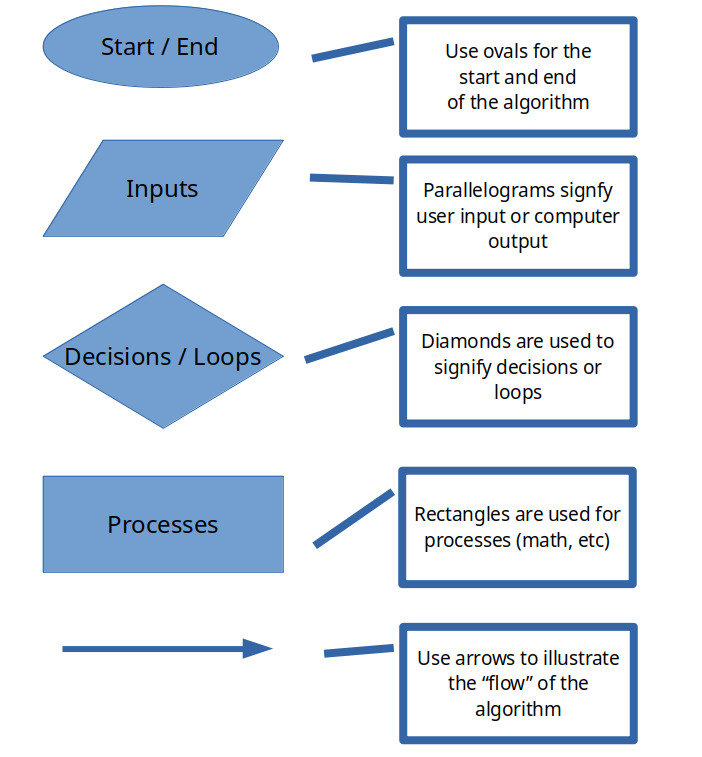 Start / End
Use ovals for the
start and end
of the algorithm
Inputs
Parallelograms signfy
user input or computer
output
Decisions / Loops
Diamonds are used to
signify decisions or
loops
Processes
Rectangles are used for
processes (math, etc)
Use arrows to illustrate
the “flow” of the
algorithm